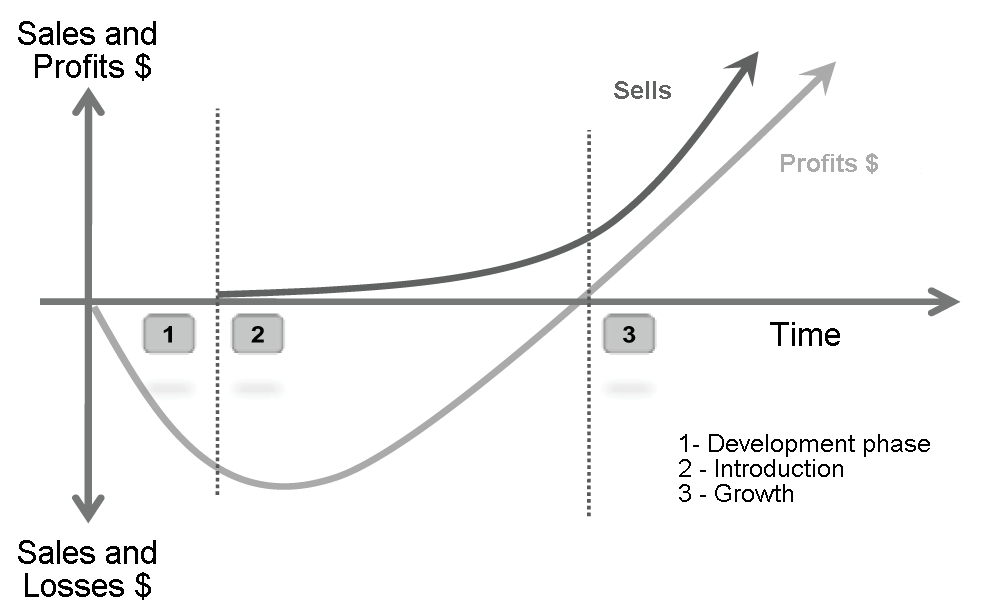 Sales and
Profits $
Sells
Profits $
1
2
3
Time
1- Development phase
2 - Introduction
3 - Growth
Sales and
Losses $